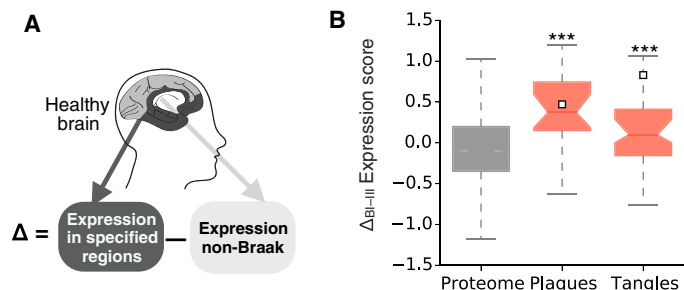 A
Healthy
brain
Δ =
Expression
in specified
regions
—
Expression
non-Braak
B
ΔBI–III Expression score
1.5
1.0
0.5
0.0
−0.5
−1.0
−1.5
***
***
Proteome Plaques Tangles